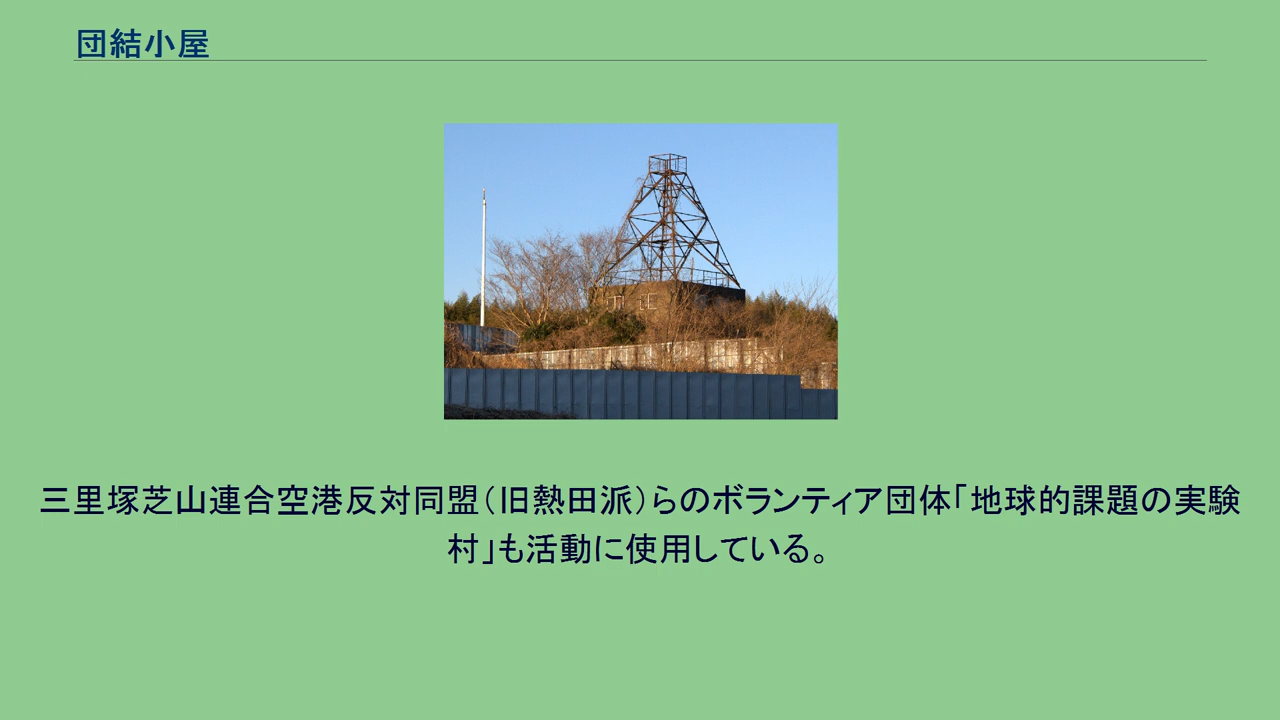 団結小屋
三里塚芝山連合空港反対同盟（旧熱田派）らのボランティア団体「地球的課題の実験
村」も活動に使用している。